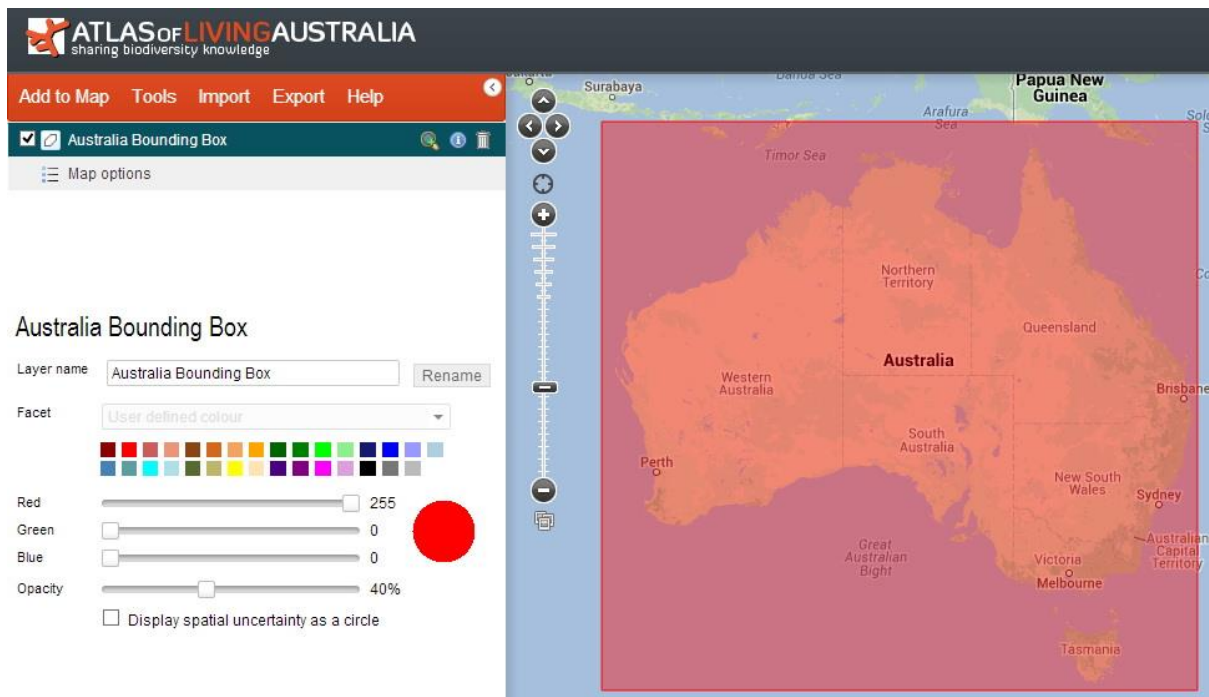 ATLAS OF LIVING AUSTRALIA
sharing biodiversity knowledge
Add to Map Tools Import Export Help
Australia Bounding Box
Map options
Australia Bounding Box
Layer name Australia Bounding Box Rename
Facet User defined colour
Red 255
Green 0
Blue 0
Opacity 40%
Display spatial uncertainty as a circle
Surabaya
Banda Sea
Papua New
Guinea
Arafura
Sea
Timor Sea
Northern
Territory
Queensland
Australia
Western
Australia
Brisbane
South
Australia
Perth
New South
Wales
Sydney
Great
Australian
Bight
Australian
Capital
Territory
Victoria
Melbourne
Tasmania